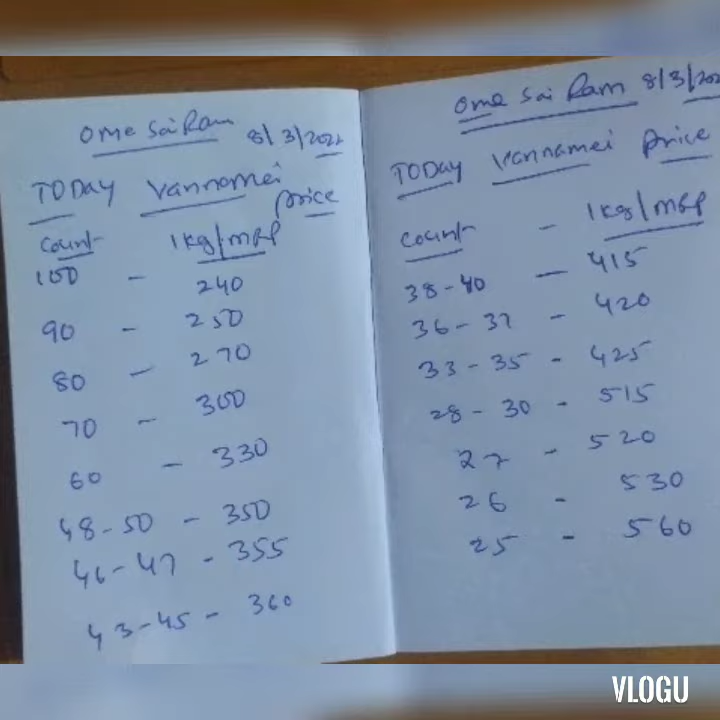 Ome Sai Ram
8/3/2022
TODay Vannamei
price
Count 1kg/MRP
100 - 240
90 - 250
80 - 270
70 - 300
60 - 330
48-50 - 350
46-47 - 355
43-45 - 360
Ome Sai Ram 8/3/202
TODay Vannamei price
Count - 1kg/MRP
38-40 - 415
36-37 - 420
33-35 - 425
28-30 - 515
27 - 520
26 - 530
25 - 560
VLOGU